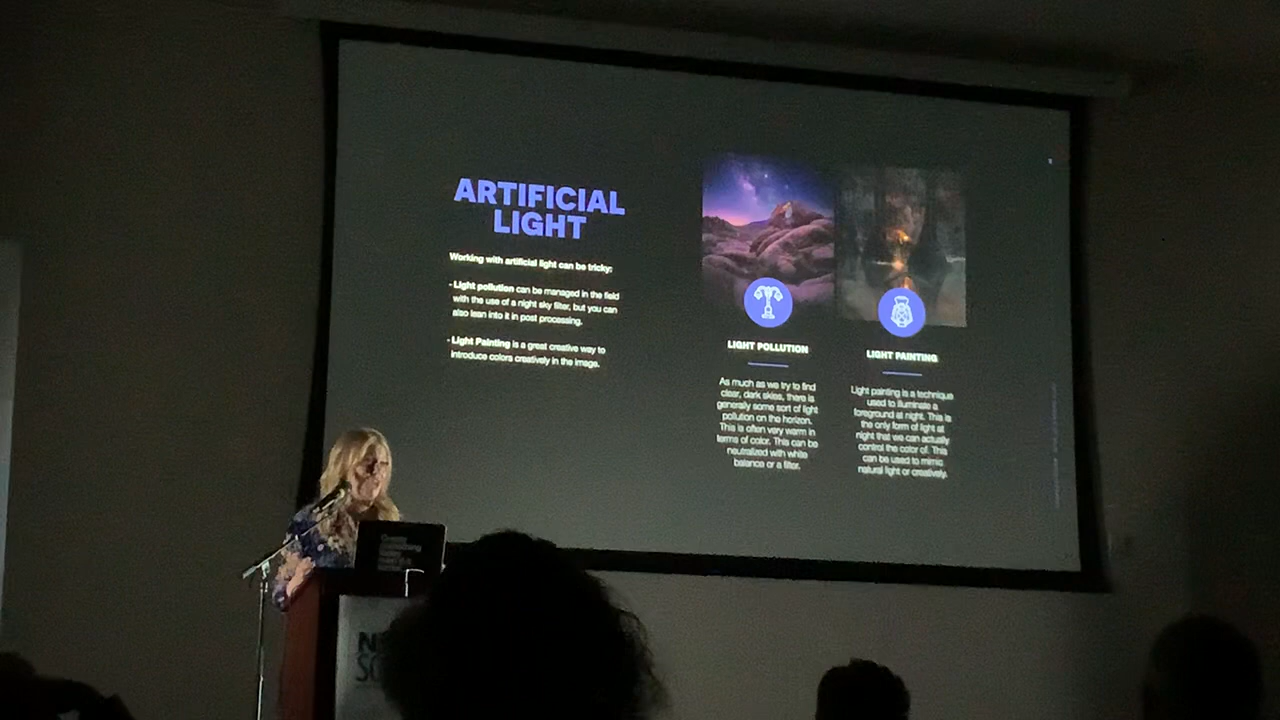 ARTIFICIAL
LIGHT
Working with artificial light can be tricky:
- Light pollution can be managed in the field
with the use of a night sky filter, but you can
also lean into it in post processing.
- Light Painting is a great creative way to
introduce colors creatively in the image.
LIGHT POLLUTION
As much as we try to find
clear, dark skies, there is
generally some sort of light
pollution on the horizon.
This is often very warm in
terms of color. This can be
neutralized with white
balance or a filter.
LIGHT PAINTING
Light painting is a technique
used to illuminate a
foreground at night. This is
the only form of light at
night that we can actually
control the color of. This
can be used to mimic
natural light or creatively.